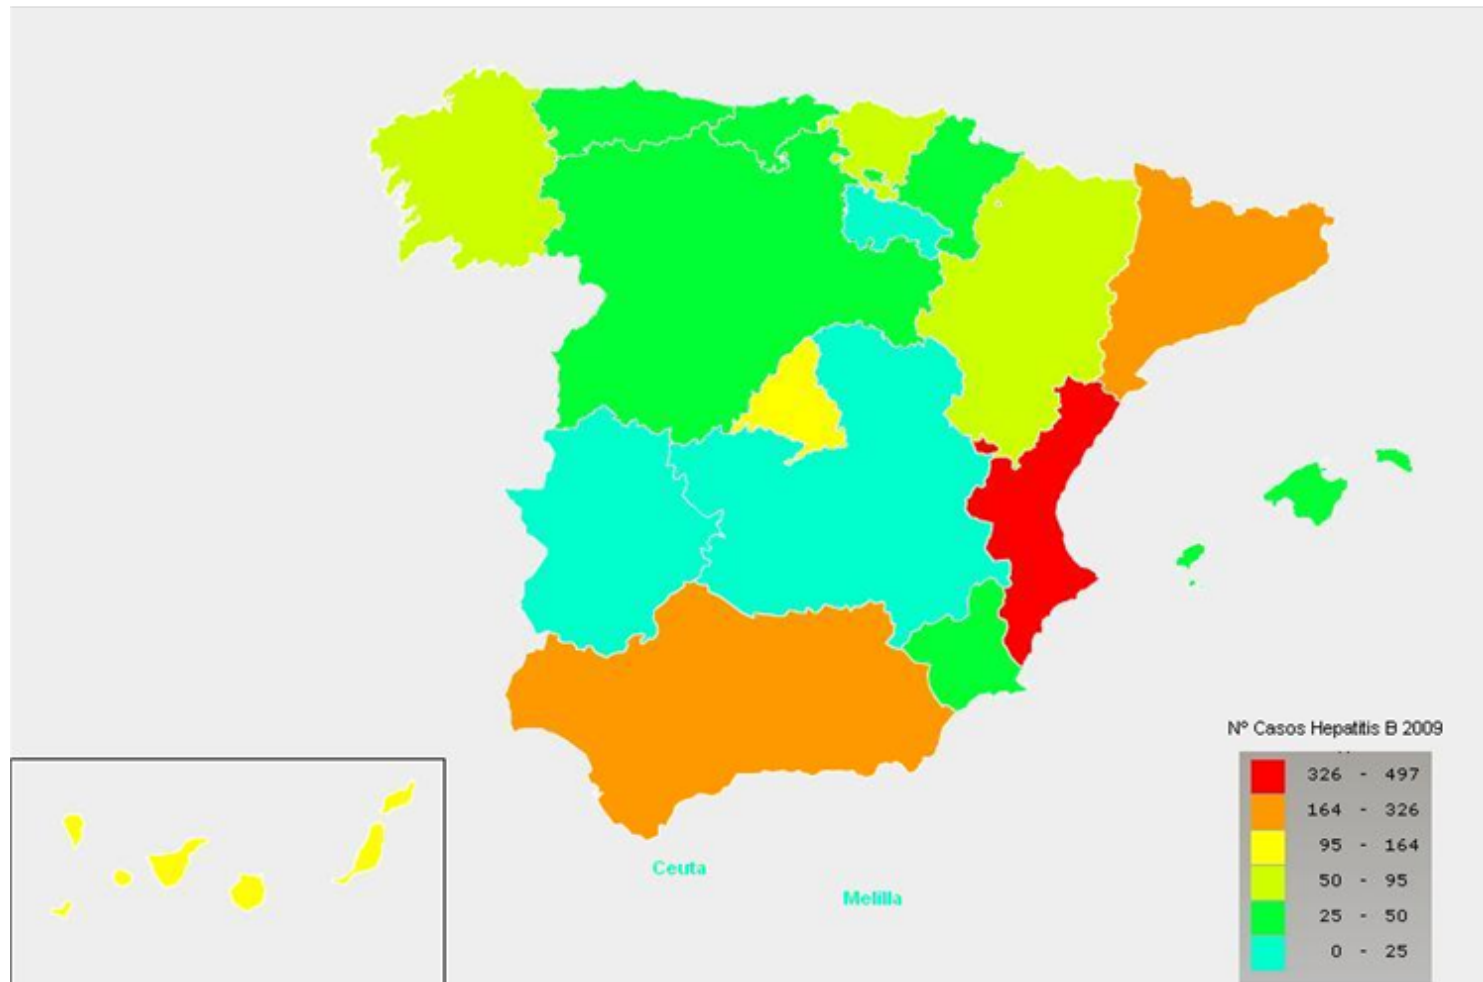 Nº Casos Hepatitis B 2009
326 - 497
164 - 326
95 - 164
50 - 95
25 - 50
0 - 25
Ceuta
Melilla